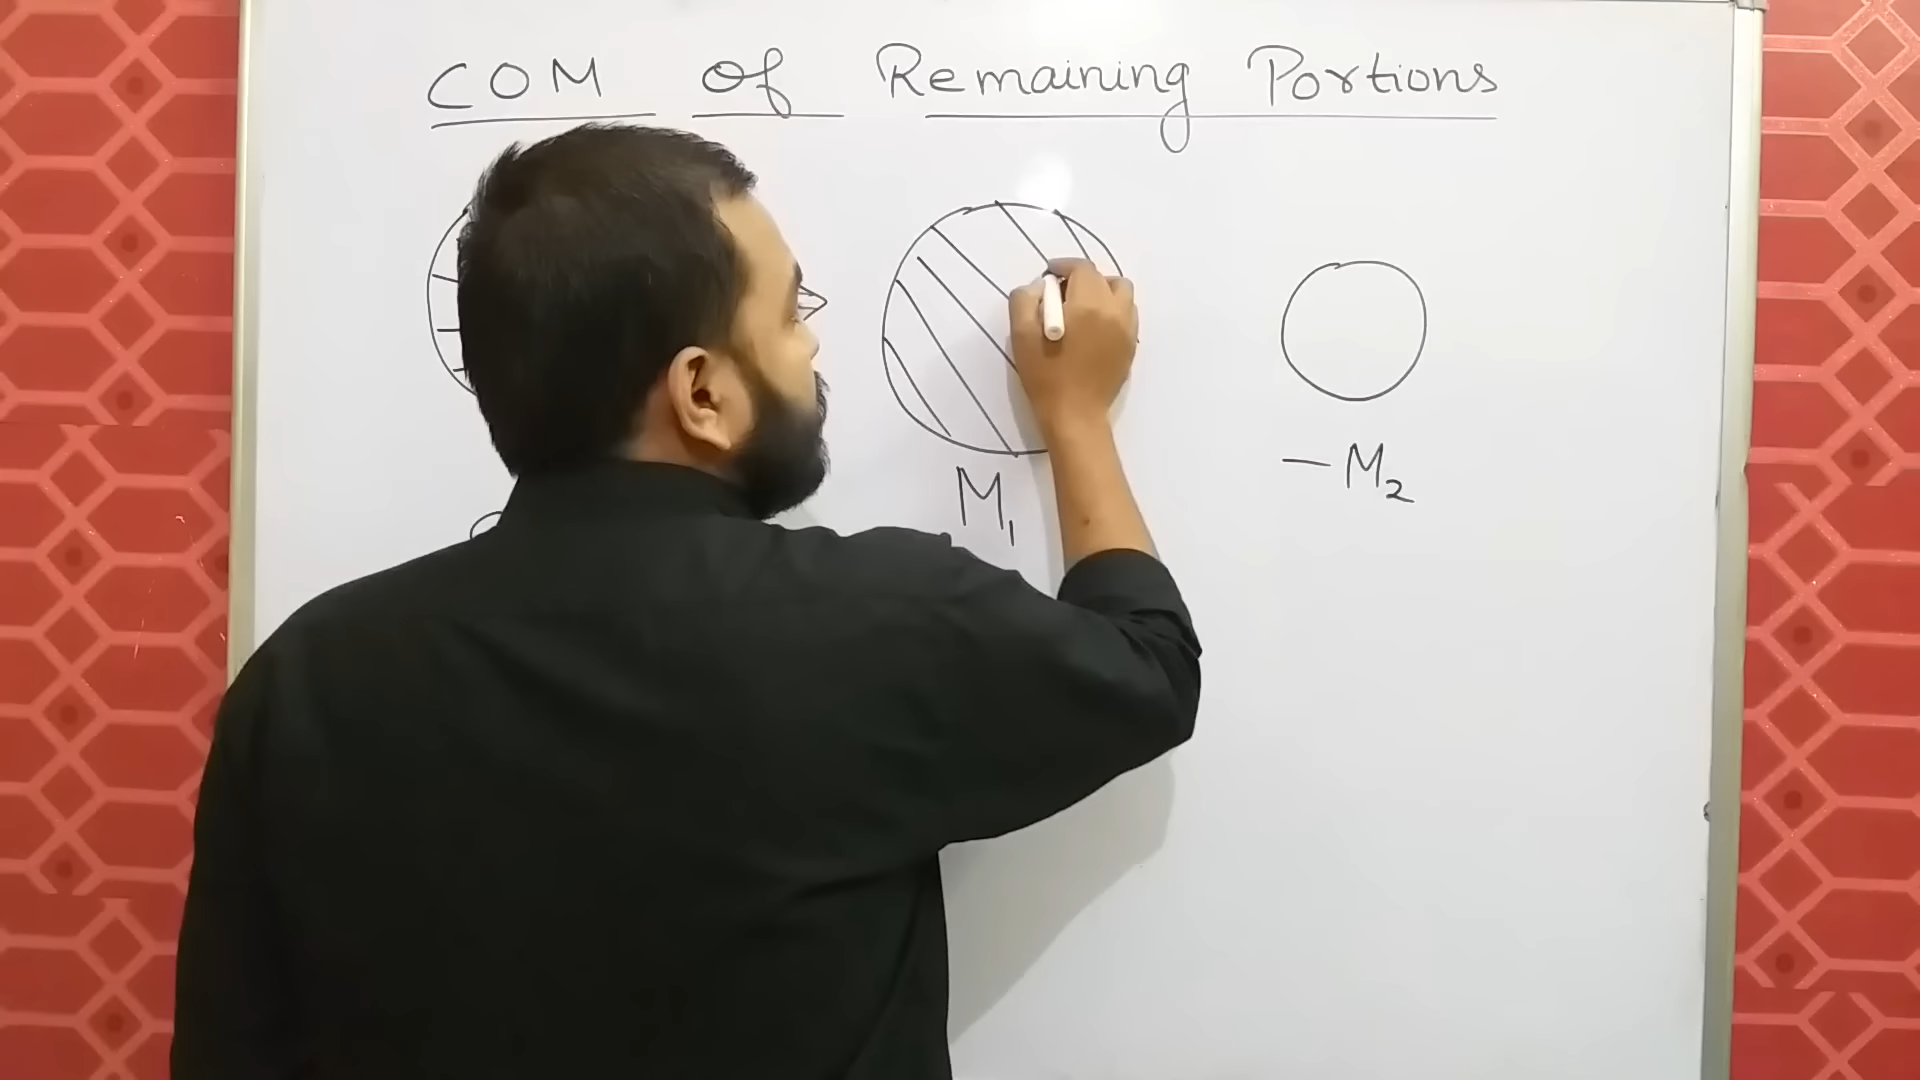 COM Of Remaining Portions
M₁
-M₂